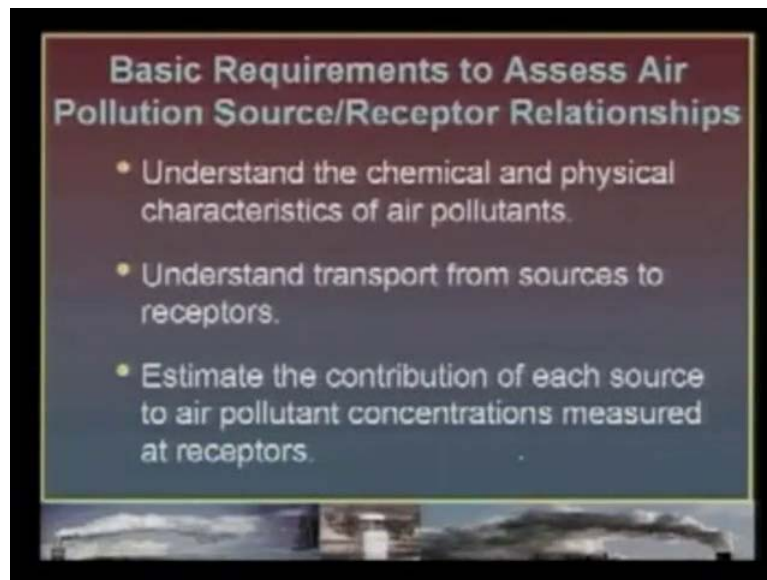 Basic Requirements to Assess Air
Pollution Source/Receptor Relationships
• Understand the chemical and physical
characteristics of air pollutants.
• Understand transport from sources to
receptors.
• Estimate the contribution of each source
to air pollutant concentrations measured
at receptors.